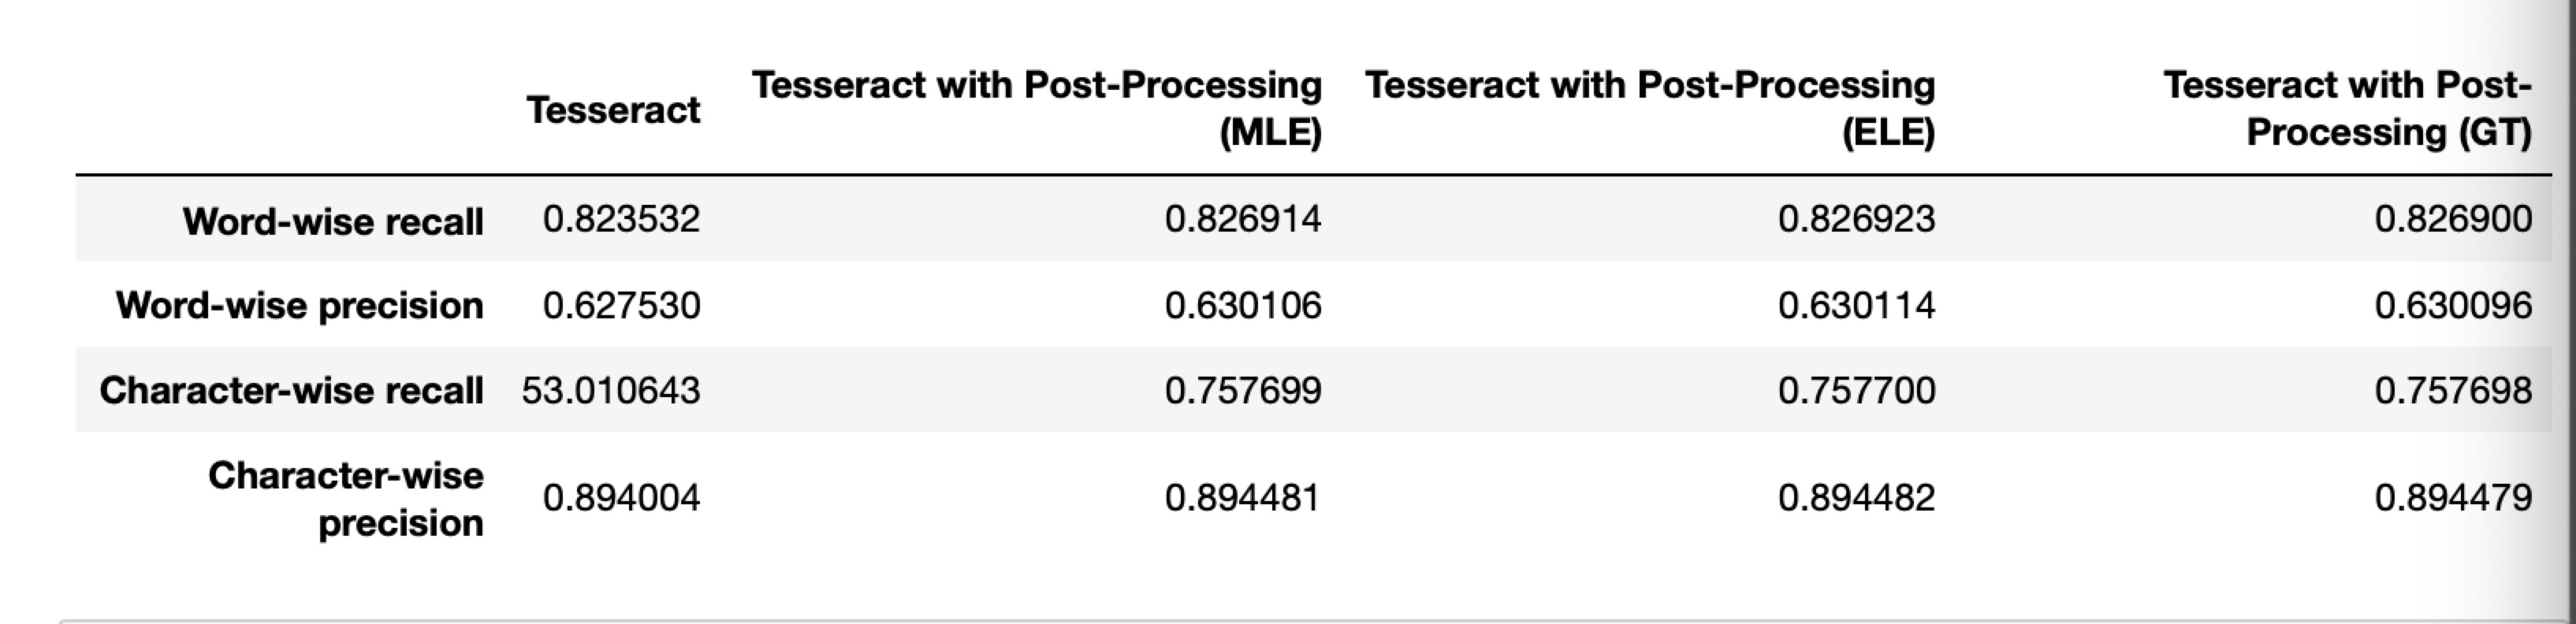 Tesseract Tesseract with Post-Processing (MLE) Tesseract with Post-Processing (ELE) Tesseract with Post-Processing (GT)
Word-wise recall 0.823532 0.826914 0.826923 0.826900
Word-wise precision 0.627530 0.630106 0.630114 0.630096
Character-wise recall 53.010643 0.757699 0.757700 0.757698
Character-wise precision 0.894004 0.894481 0.894482 0.894479